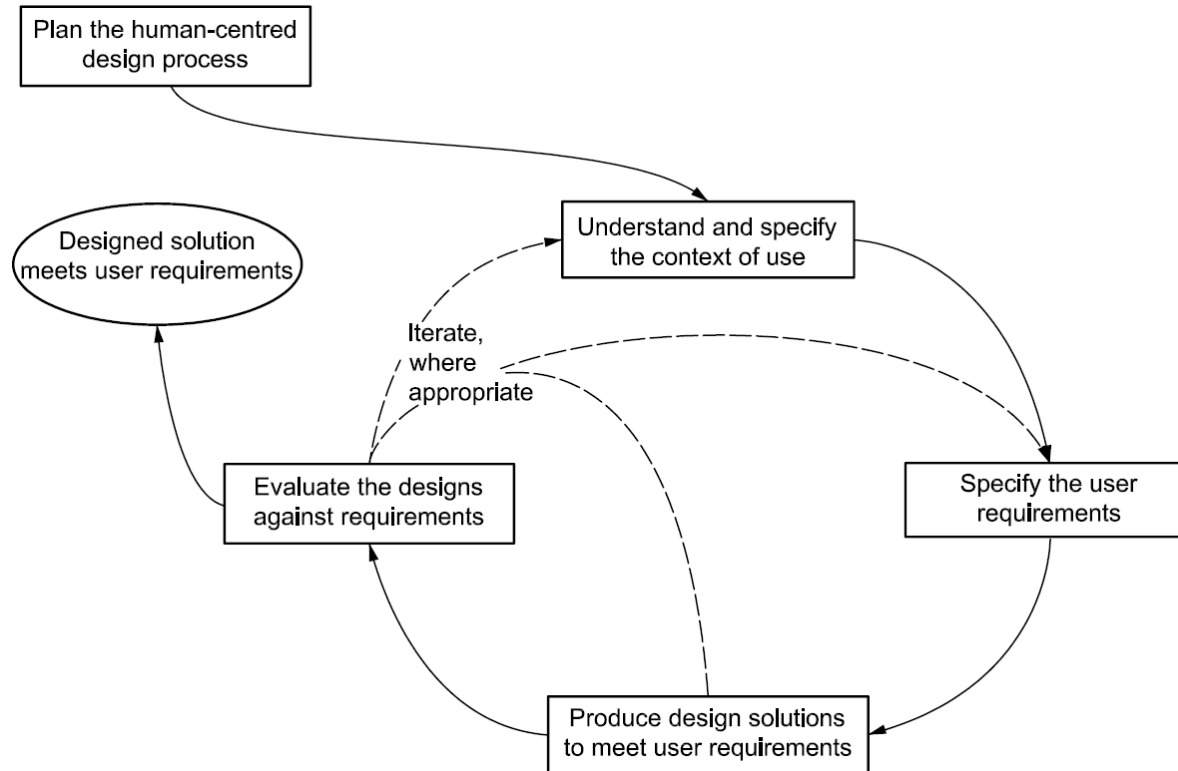 Plan the human-centred
design process
Understand and specify
the context of use
Designed solution
meets user requirements
Iterate,
where
appropriate
Evaluate the designs
against requirements
Specify the user
requirements
Produce design solutions
to meet user requirements